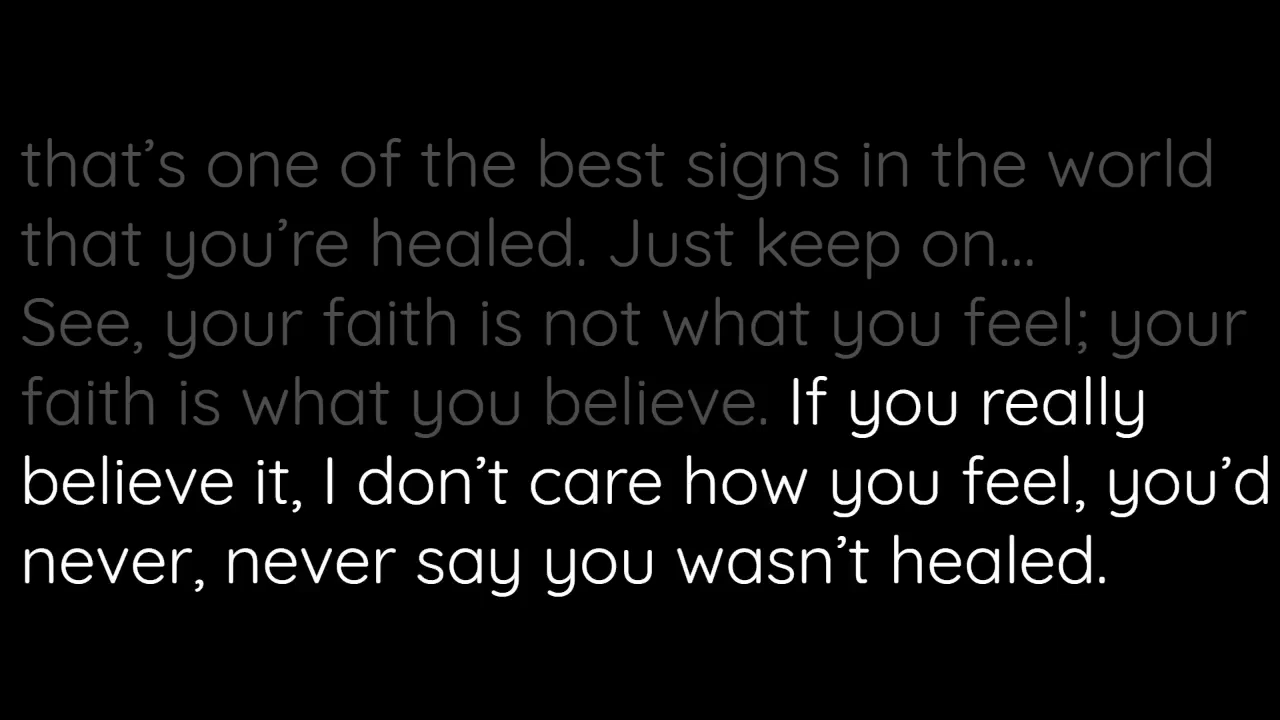 that’s one of the best signs in the world
that you’re healed. Just keep on...
See, your faith is not what you feel; your
faith is what you believe. If you really
believe it, I don’t care how you feel, you’d
never, never say you wasn’t healed.